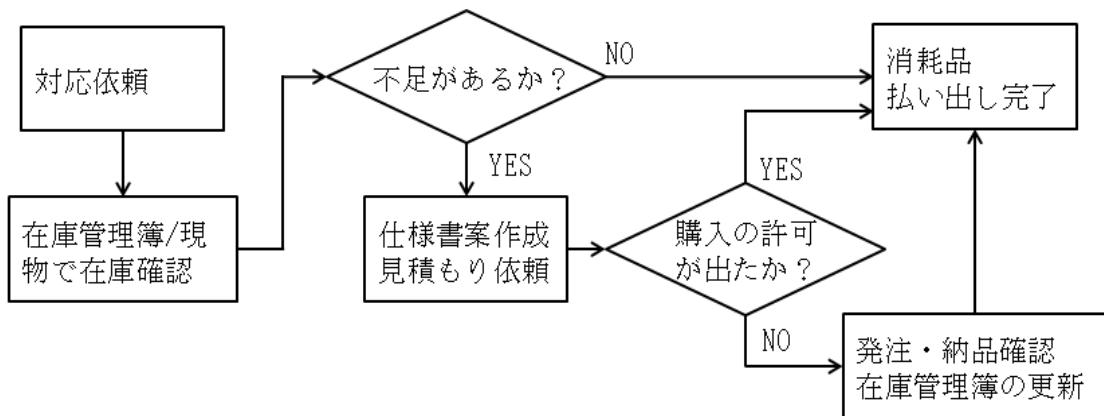 対応依頼
在庫管理簿/現
物で在庫確認
不足があるか？
NO
YES
仕様書案作成
見積もり依頼
購入の許可
が出たか？
YES
NO
消耗品
払い出し完了
発注・納品確認
在庫管理簿の更新